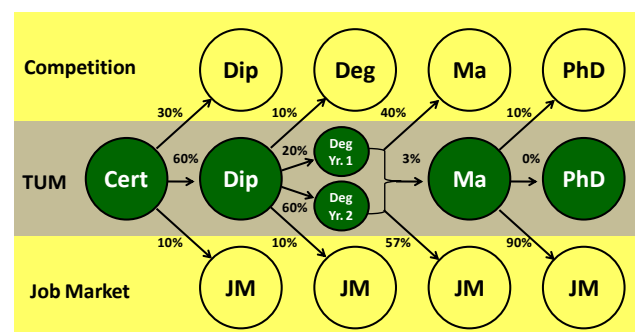 Competition
Dip
Deg
Ma
PhD
30%
10%
40%
10%
TUM
Cert
60%
Dip
20%
60%
Deg
Yr. 1
Deg
Yr. 2
3%
Ma
0%
PhD
10%
10%
57%
90%
Job Market
JM
JM
JM
JM